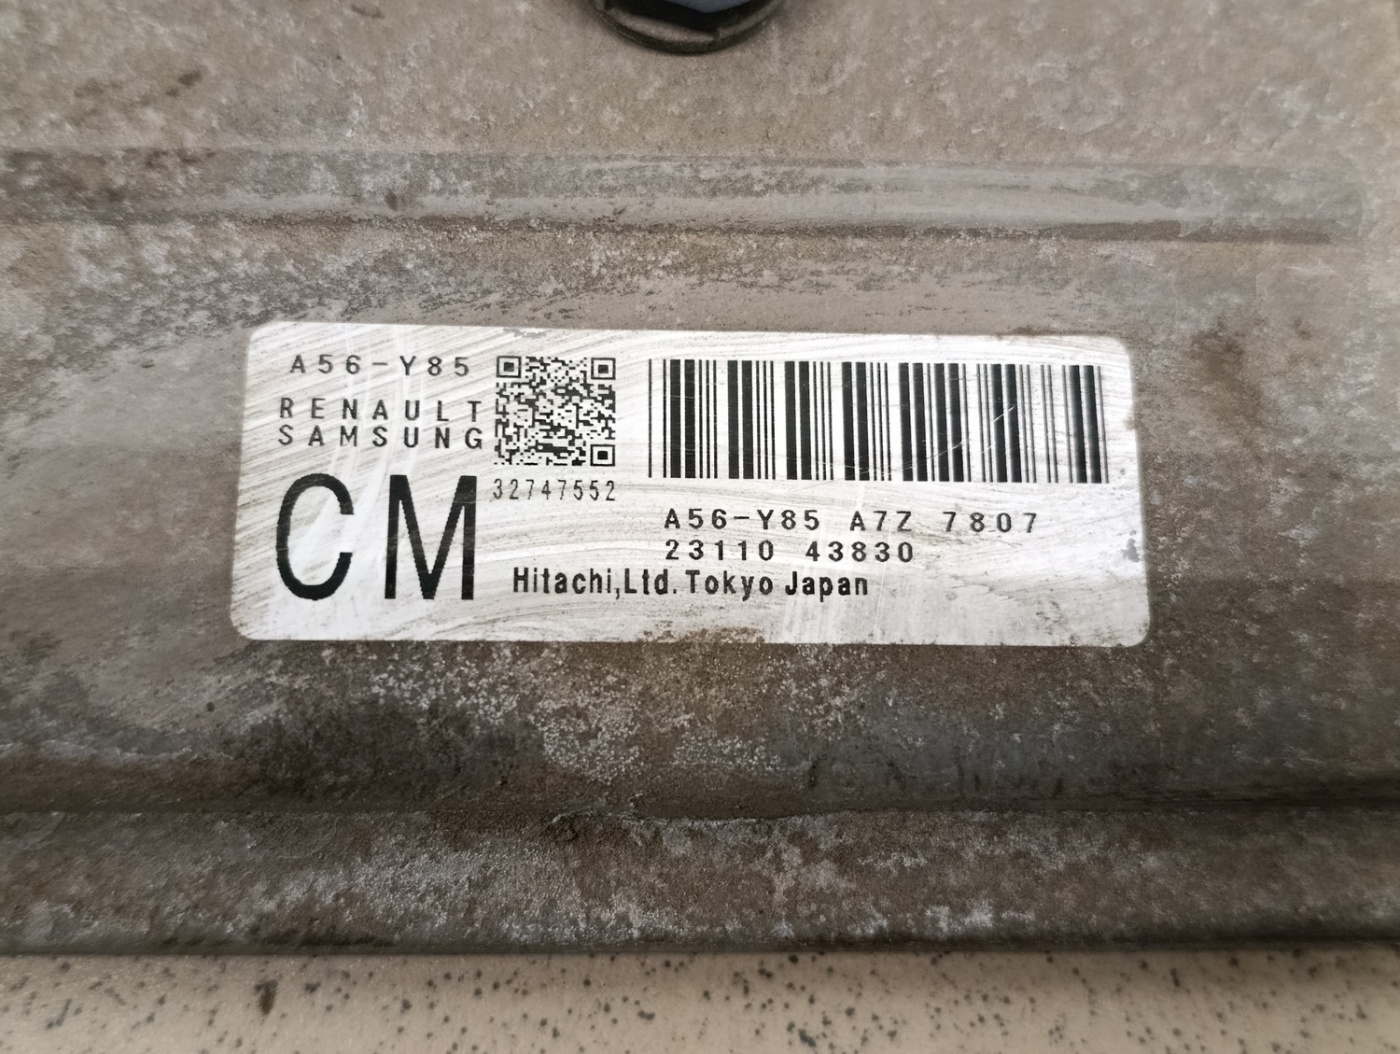 A56-Y85
RENAULT
SAMSUNG
CM
32747552
A56-Y85 A7Z 7807
23110 43830
Hitachi,Ltd. Tokyo Japan